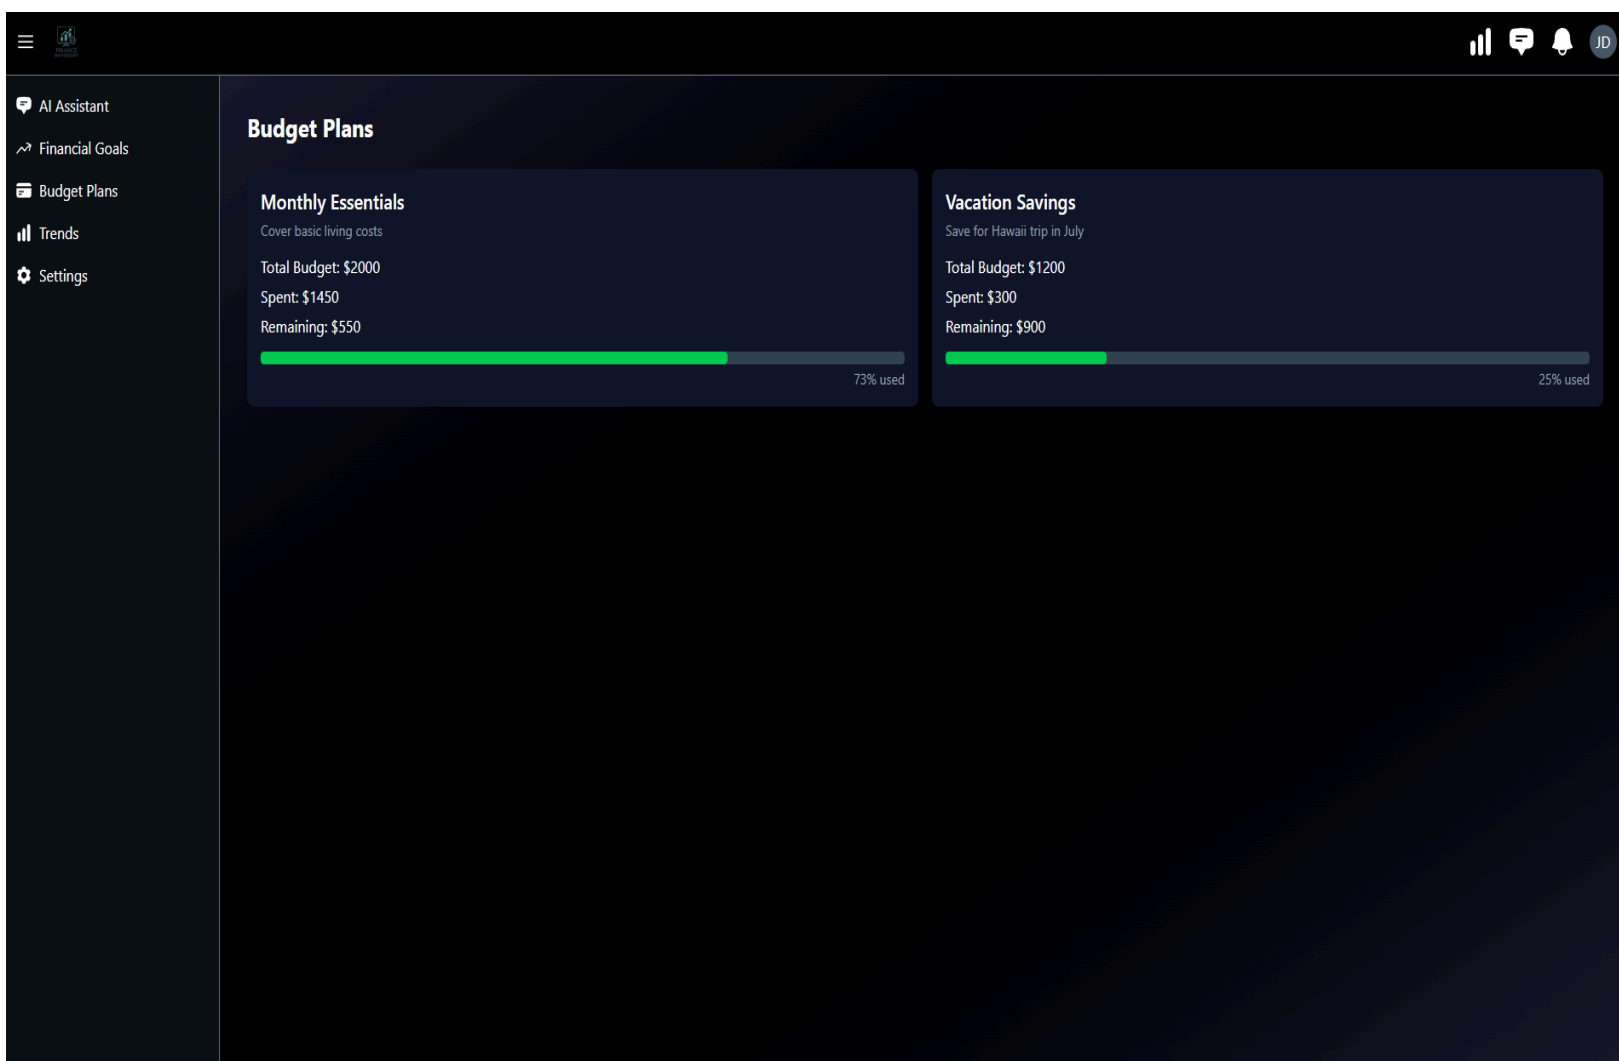 FINANCE
JD
AI Assistant
Financial Goals
Budget Plans
Trends
Settings
Budget Plans
Monthly Essentials
Cover basic living costs
Total Budget: $2000
Spent: $1450
Remaining: $550
73% used
Vacation Savings
Save for Hawaii trip in July
Total Budget: $1200
Spent: $300
Remaining: $900
25% used